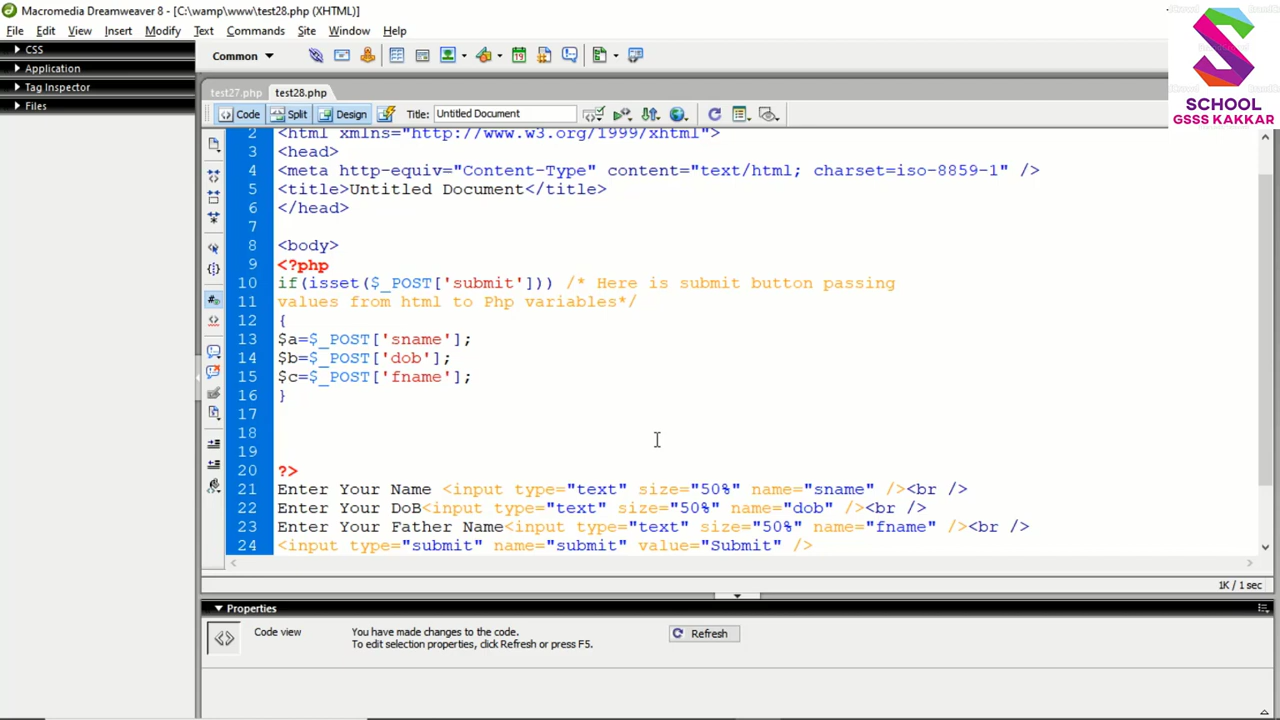 Macromedia Dreamweaver 8 - [C:\wamp\www\test28.php (XHTML)]
File Edit View Insert Modify Text Commands Site Window Help
CSS
Application
Tag Inspector
Files
Common
SCHOOL
GSSS KAKKAR
test27.php test28.php
Code Split Design Title: Untitled Document
2 <html xmlns="http://www.w3.org/1999/xhtml">
3 <head>
4 <meta http-equiv="Content-Type" content="text/html; charset=iso-8859-1" />
5 <title>Untitled Document</title>
6 </head>
7
8 <body>
9 <?php
10 if(isset($_POST['submit'])) /* Here is submit button passing
11 values from html to Php variables*/
12 {
13 $a=$_POST['sname'];
14 $b=$_POST['dob'];
15 $c=$_POST['fname'];
16 }
17
18
19
20 ?>
21 Enter Your Name <input type="text" size="50%" name="sname" /><br />
22 Enter Your DoB<input type="text" size="50%" name="dob" /><br />
23 Enter Your Father Name<input type="text" size="50%" name="fname" /><br />
24 <input type="submit" name="submit" value="Submit" />
1K / 1 sec
Properties
Code view You have made changes to the code. Refresh
To edit selection properties, click Refresh or press F5.